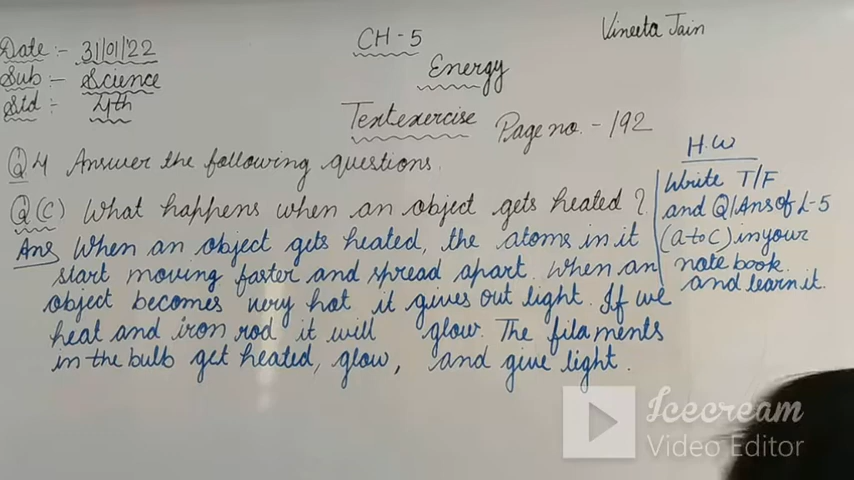 Vineeta Jain
Date :- 31/01/22
CH - 5
Sub :- Science
Energy
Std :- 4th
Textexercise Page no. - 192
Q4 Answer the following questions.
Q(C) What happens when an object gets heated?
Ans When an object gets heated, the atoms in it
start moving faster and spread apart. When an
object becomes very hot it gives out light. If we
heat and iron rod it will glow. The filaments
in the bulb get heated, glow, and give light.
H.W
Write T/F
and Q/Ans of L-5
(a to c) in your
note book.
and learn it.
Icecream
Video Editor